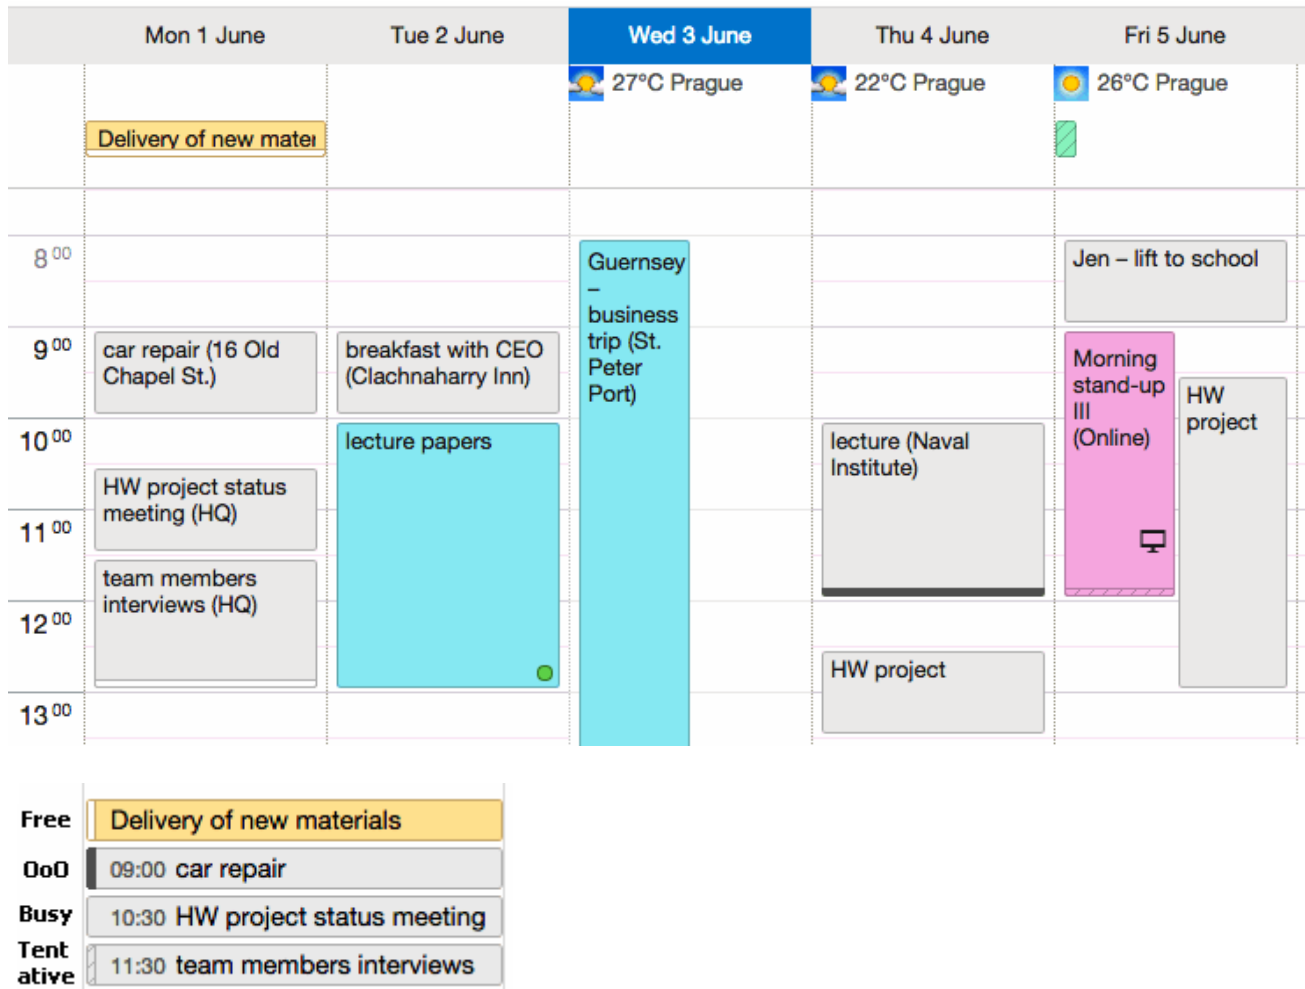 Mon 1 June Tue 2 June Wed 3 June Thu 4 June Fri 5 June
27°C Prague 22°C Prague 26°C Prague
Delivery of new mater
8 00
9 00
10 00
11 00
12 00
13 00
car repair (16 Old
Chapel St.)
HW project status
meeting (HQ)
team members
interviews (HQ)
breakfast with CEO
(Clachnaharry Inn)
lecture papers
Guernsey
–
business
trip (St.
Peter
Port)
lecture (Naval
Institute)
HW project
Jen – lift to school
Morning
stand-up
III
(Online)
HW
project
Free Delivery of new materials
OoO 09:00 car repair
Busy 10:30 HW project status meeting
Tent
ative 11:30 team members interviews